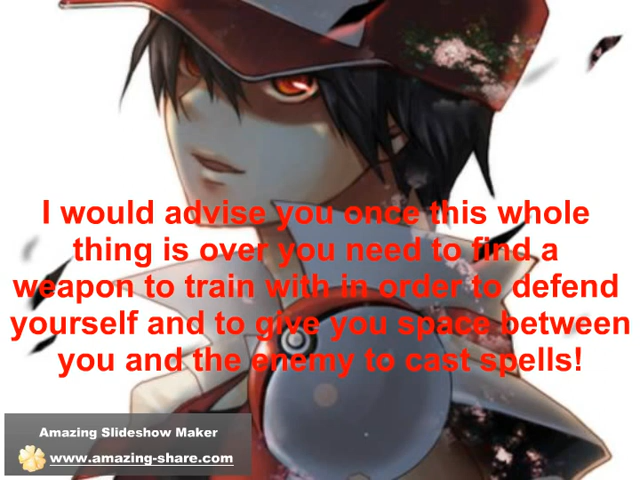 I would advise you once this whole
thing is over you need to find a
weapon to train with in order to defend
yourself and to give you space between
you and the enemy to cast spells!
Amazing Slideshow Maker
www.amazing-share.com